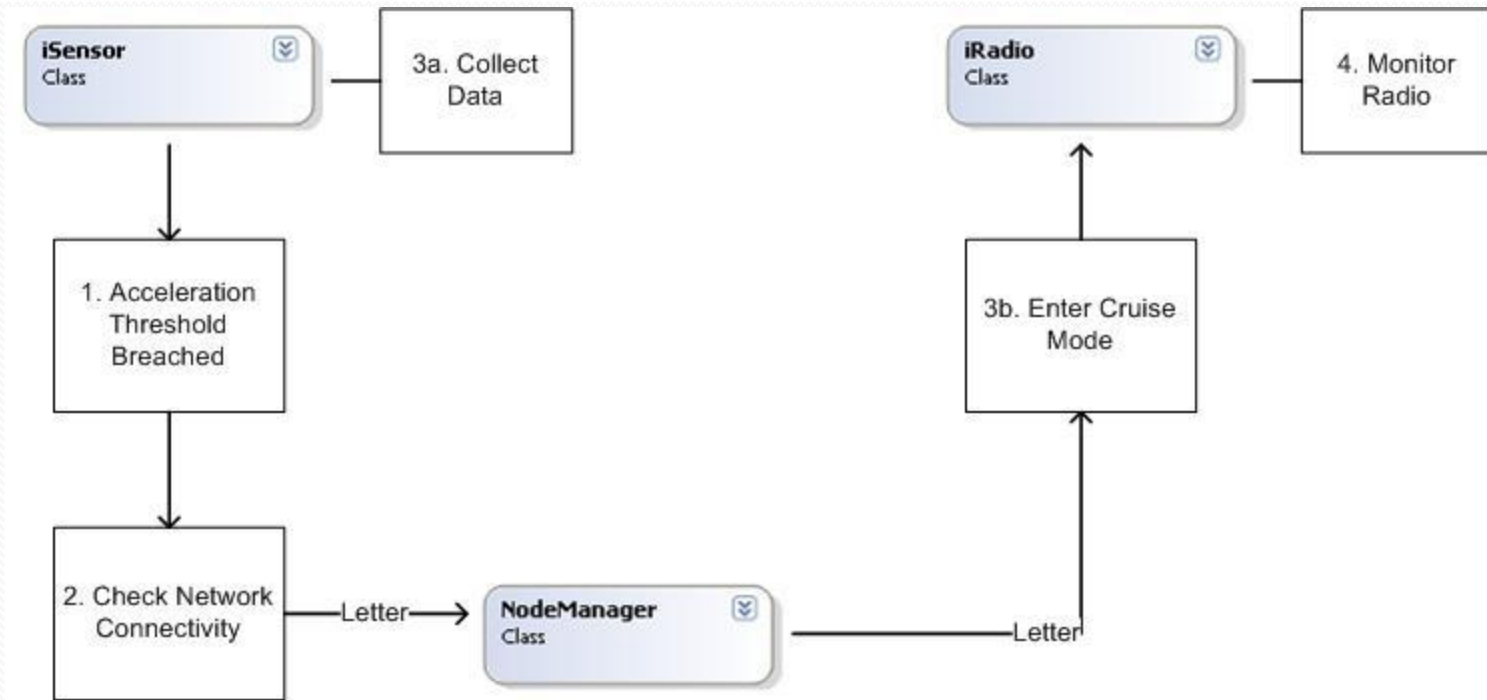 iSensor
Class
3a. Collect
Data
iRadio
Class
4. Monitor
Radio
1. Acceleration
Threshold
Breached
3b. Enter Cruise
Mode
2. Check Network
Connectivity
Letter
NodeManager
Class
Letter